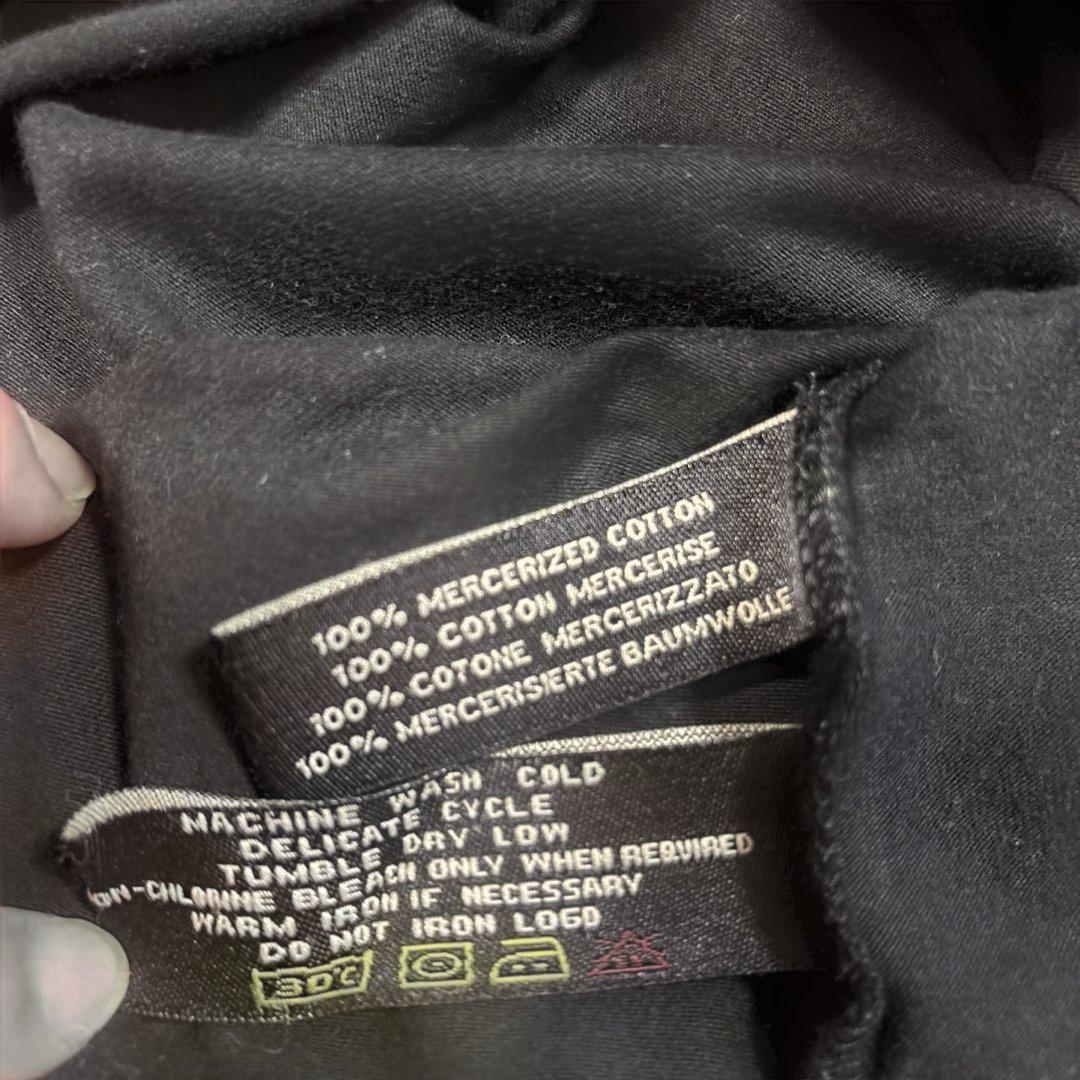 100% MERCERIZED COTTON
100% COTTON MERCERISE
100% COTONE MERCERIZZATO
100% MERCERISIERTE BAUMWOLLE
MACHINE WASH COLD
DELICATE CYCLE
TUMBLE DRY LOW
NON-CHLORINE BLEACH ONLY WHEN REQUIRED
WARM IRON IF NECESSARY
DO NOT IRON LOGO
30°C